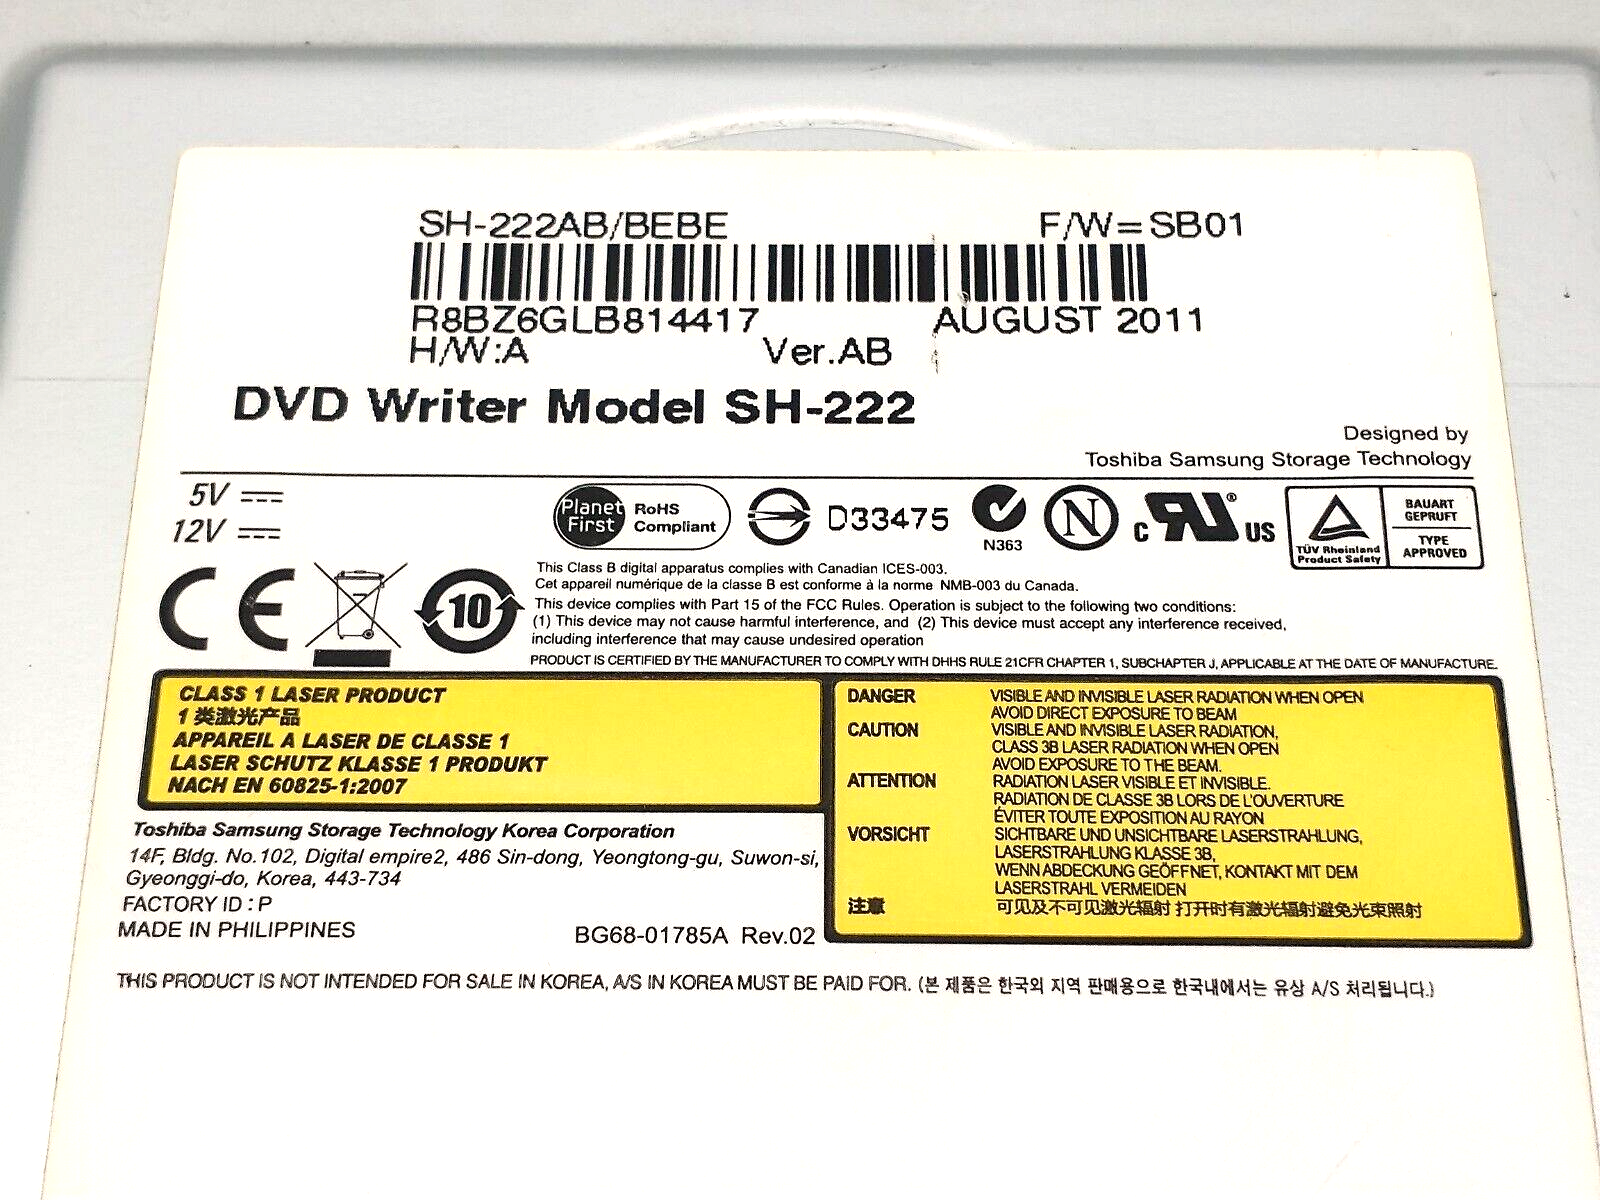 SH-222AB/BEBE F/W=SB01
R8BZ6GLB814417 AUGUST 2011
H/W:A Ver.AB
DVD Writer Model SH-222
Designed by
Toshiba Samsung Storage Technology
5V
12V
Planet First RoHS Compliant
D33475
N363
N
c RU ® US
TÜV Rheinland
Product Safety
BAUART
GEPRÜFT
TYPE
APPROVED
CE
10
This Class B digital apparatus complies with Canadian ICES-003.
Cet appareil numérique de la classe B est conforme à la norme NMB-003 du Canada.
This device complies with Part 15 of the FCC Rules. Operation is subject to the following two conditions:
(1) This device may not cause harmful interference, and (2) This device must accept any interference received,
including interference that may cause undesired operation
PRODUCT IS CERTIFIED BY THE MANUFACTURER TO COMPLY WITH DHHS RULE 21CFR CHAPTER 1, SUBCHAPTER J, APPLICABLE AT THE DATE OF MANUFACTURE.
CLASS 1 LASER PRODUCT
1 类激光产品
APPAREIL A LASER DE CLASSE 1
LASER SCHUTZ KLASSE 1 PRODUKT
NACH EN 60825-1:2007
DANGER VISIBLE AND INVISIBLE LASER RADIATION WHEN OPEN
AVOID DIRECT EXPOSURE TO BEAM
CAUTION VISIBLE AND INVISIBLE LASER RADIATION,
CLASS 3B LASER RADIATION WHEN OPEN
AVOID EXPOSURE TO THE BEAM.
ATTENTION RADIATION LASER VISIBLE ET INVISIBLE.
RADIATION DE CLASSE 3B LORS DE L'OUVERTURE
ÉVITER TOUTE EXPOSITION AU RAYON
VORSICHT SICHTBARE UND UNSICHTBARE LASERSTRAHLUNG,
LASERSTRAHLUNG KLASSE 3B,
WENN ABDECKUNG GEÖFFNET, KONTAKT MIT DEM
LASERSTRAHL VERMEIDEN
注意 可见及不可见激光辐射 打开时有激光辐射避免光束照射
Toshiba Samsung Storage Technology Korea Corporation
14F, Bldg. No.102, Digital empire2, 486 Sin-dong, Yeongtong-gu, Suwon-si,
Gyeonggi-do, Korea, 443-734
FACTORY ID : P
MADE IN PHILIPPINES
BG68-01785A Rev.02
THIS PRODUCT IS NOT INTENDED FOR SALE IN KOREA, A/S IN KOREA MUST BE PAID FOR. (본 제품은 한국외 지역 판매용으로 한국내에서는 유상 A/S 처리됩니다.)